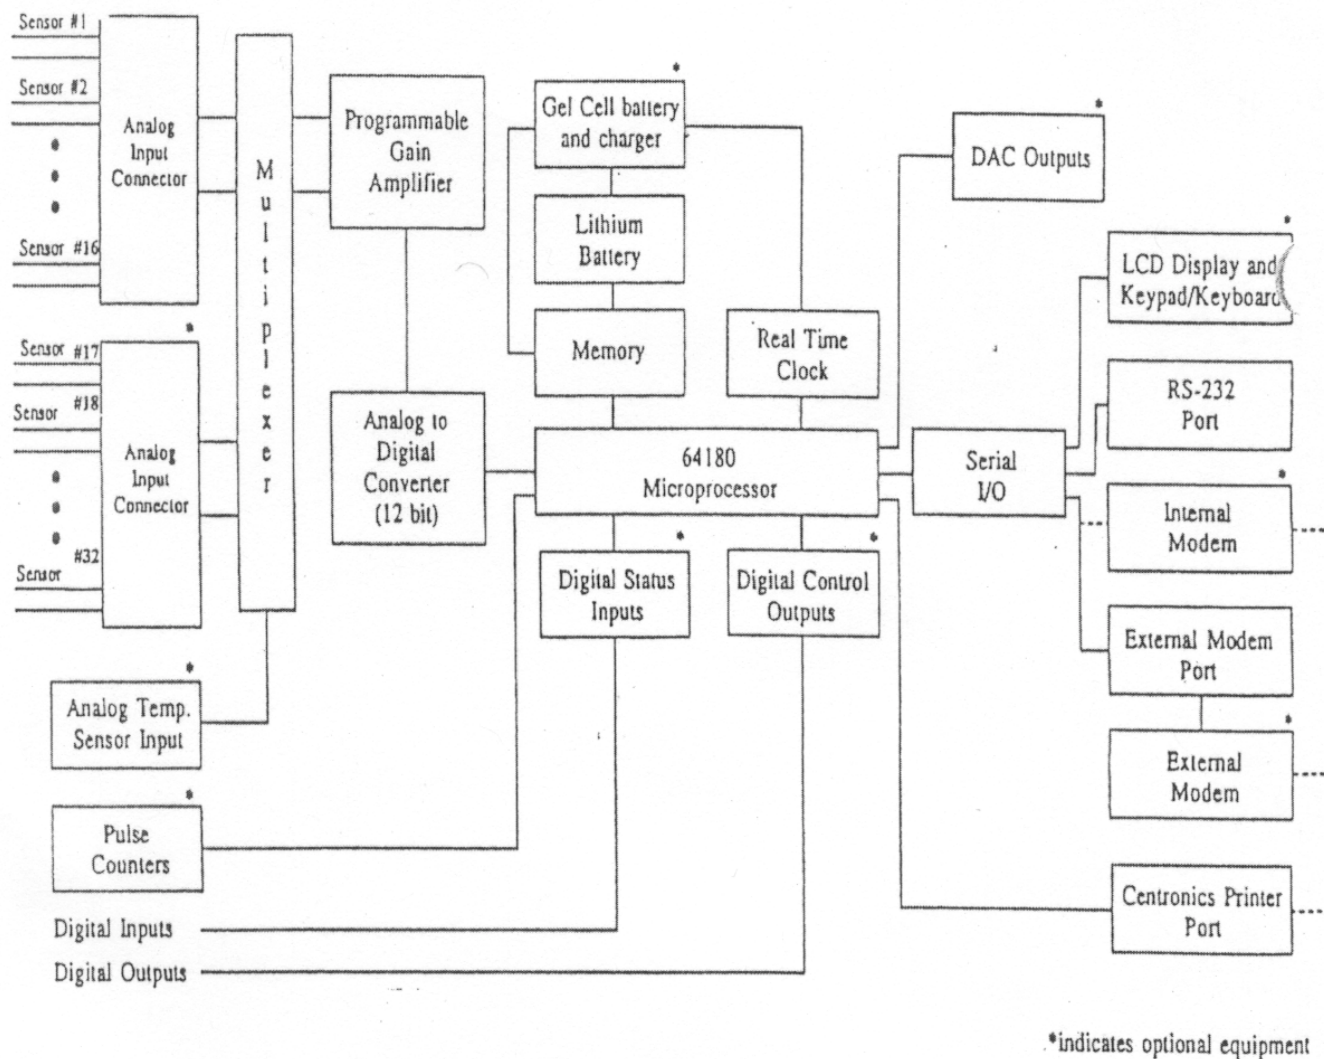 Sensor #1
Sensor #2
Analog
Input
Connector
Sensor #16
*
Sensor #17
Sensor #18
Analog
Input
Connector
Sensor #32
Multiplexer
Programmable
Gain
Amplifier
Analog to
Digital
Converter
(12 bit)
*
Gel Cell battery
and charger
Lithium
Battery
Memory
Real Time
Clock
64180
Microprocessor
*
Digital Status
Inputs
*
Digital Control
Outputs
*
DAC Outputs
Serial
I/O
*
LCD Display and
Keypad/Keyboard
RS-232
Port
*
Internal
Modem
External Modem
Port
*
External
Modem
Centronics Printer
Port
*
Analog Temp.
Sensor Input
*
Pulse
Counters
Digital Inputs
Digital Outputs
*indicates optional equipment